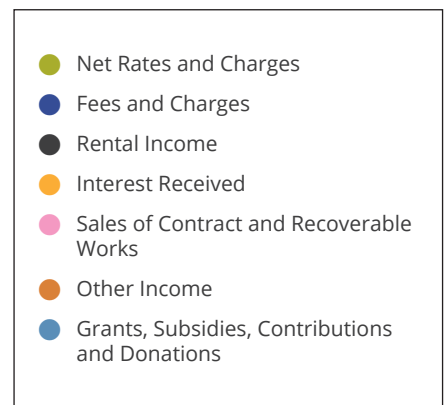 Net Rates and Charges
Fees and Charges
Rental Income
Interest Received
Sales of Contract and Recoverable
Works
Other Income
Grants, Subsidies, Contributions
and Donations